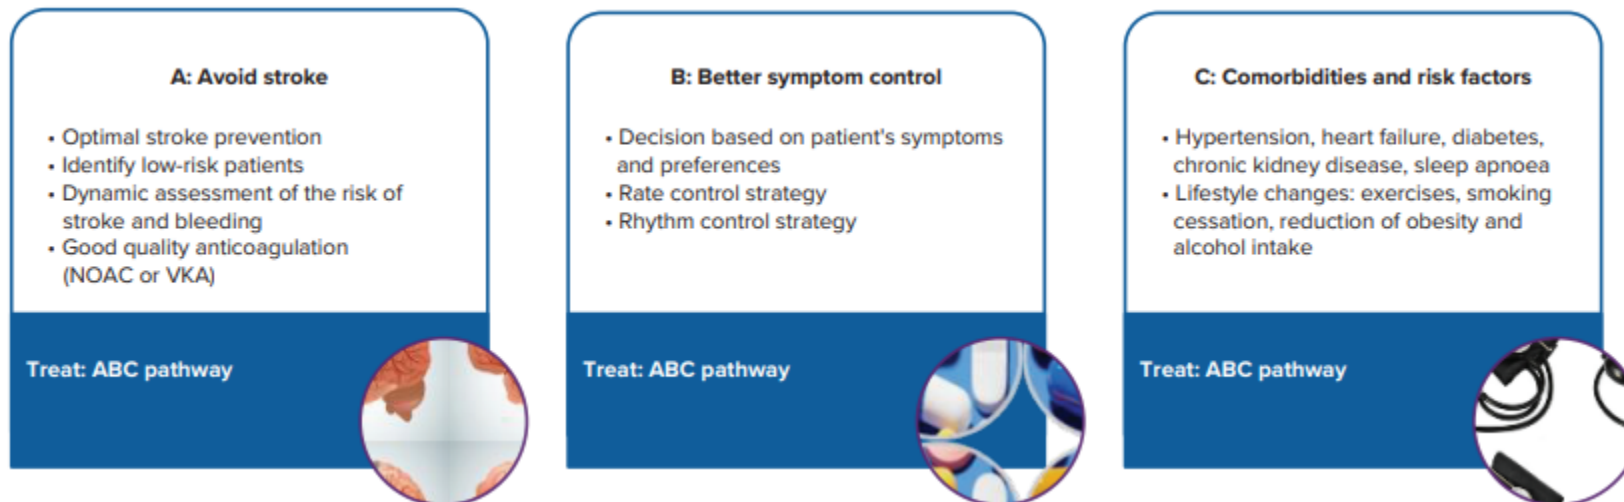 A: Avoid stroke
• Optimal stroke prevention
• Identify low-risk patients
• Dynamic assessment of the risk of
stroke and bleeding
• Good quality anticoagulation
(NOAC or VKA)
Treat: ABC pathway
B: Better symptom control
• Decision based on patient's symptoms
and preferences
• Rate control strategy
• Rhythm control strategy
Treat: ABC pathway
C: Comorbidities and risk factors
• Hypertension, heart failure, diabetes,
chronic kidney disease, sleep apnoea
• Lifestyle changes: exercises, smoking
cessation, reduction of obesity and
alcohol intake
Treat: ABC pathway